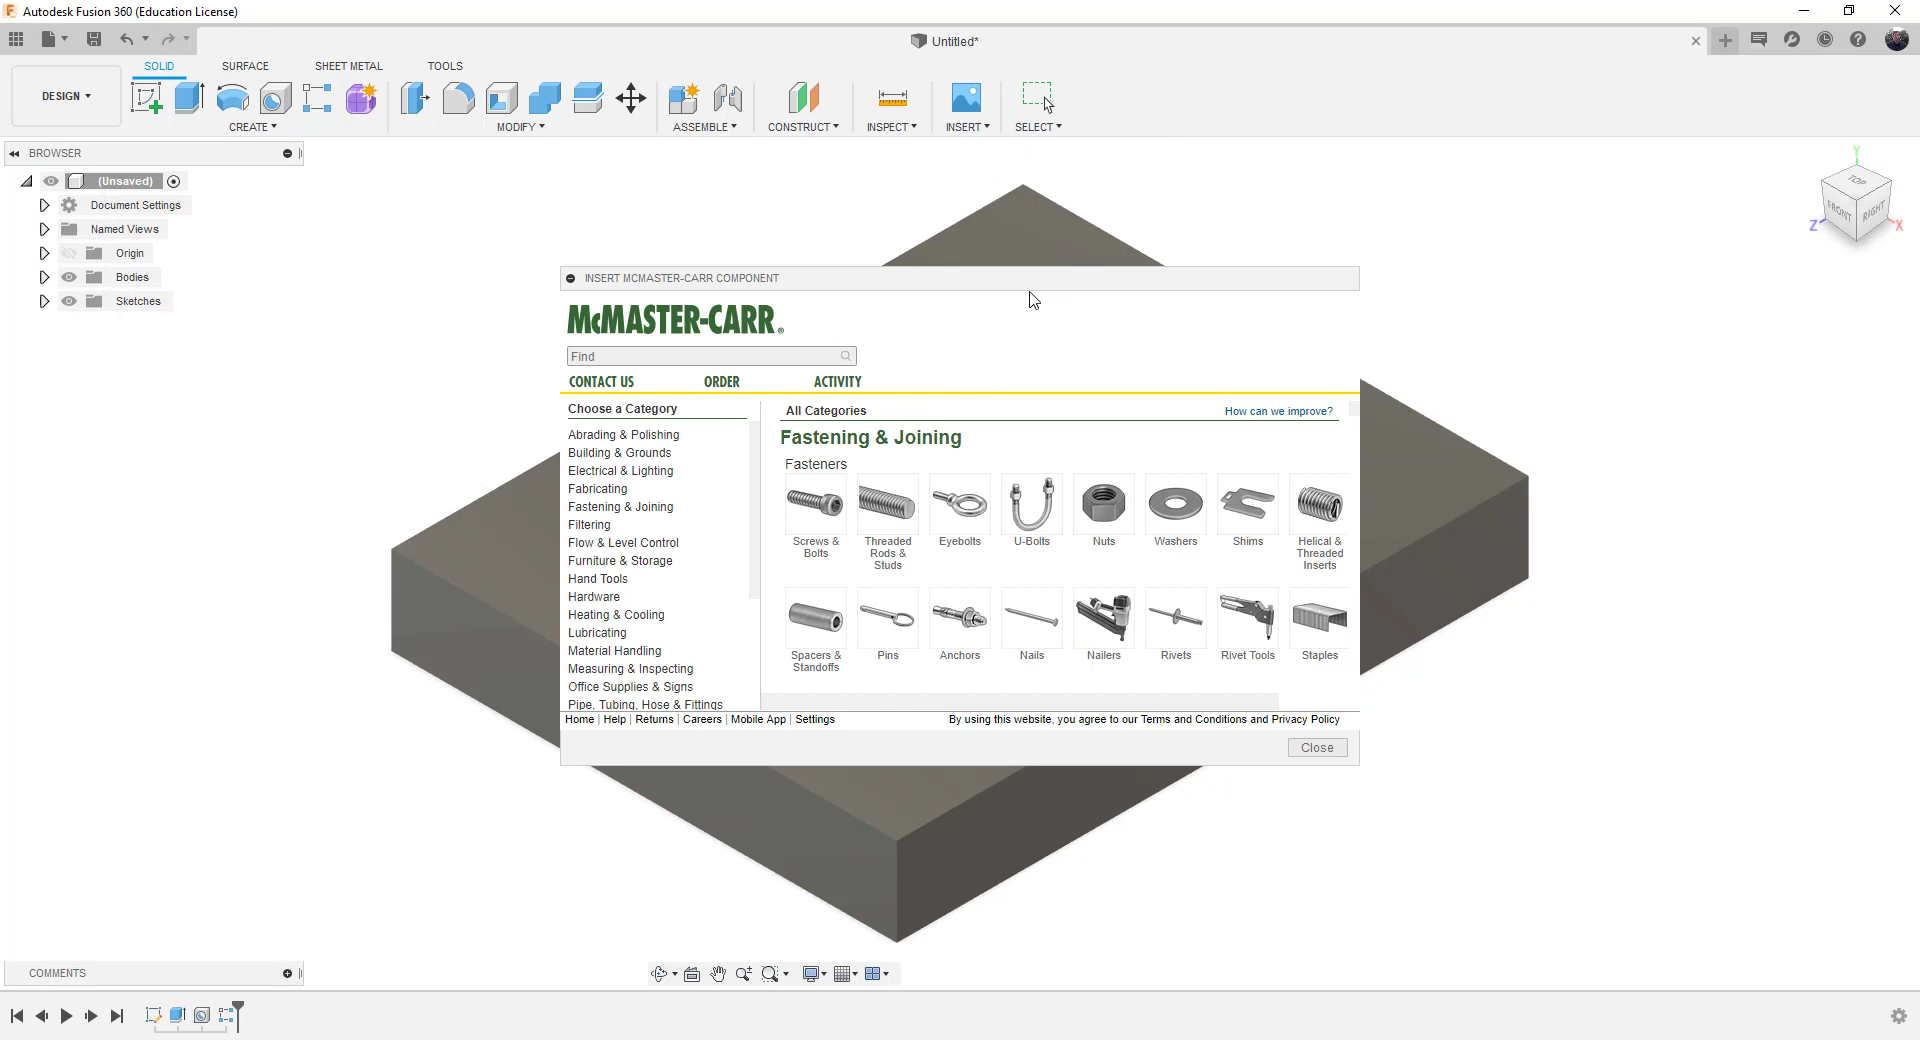 Autodesk Fusion 360 (Education License)
Untitled*
SOLID
SURFACE
SHEET METAL
TOOLS
DESIGN
CREATE
MODIFY
ASSEMBLE
CONSTRUCT
INSPECT
INSERT
SELECT
BROWSER
(Unsaved)
Document Settings
Named Views
Origin
Bodies
Sketches
Y
TOP
FRONT
RIGHT
Z
X
INSERT MCMASTER-CARR COMPONENT
McMASTER-CARR®
Find
CONTACT US
ORDER
ACTIVITY
Choose a Category
Abrading & Polishing
Building & Grounds
Electrical & Lighting
Fabricating
Fastening & Joining
Filtering
Flow & Level Control
Furniture & Storage
Hand Tools
Hardware
Heating & Cooling
Lubricating
Material Handling
Measuring & Inspecting
Office Supplies & Signs
Pipe, Tubing, Hose & Fittings
All Categories
How can we improve?
Fastening & Joining
Fasteners
Screws &
Bolts
Threaded
Rods &
Studs
Eyebolts
U-Bolts
Nuts
Washers
Shims
Helical &
Threaded
Inserts
Spacers &
Standoffs
Pins
Anchors
Nails
Nailers
Rivets
Rivet Tools
Staples
Home | Help | Returns | Careers | Mobile App | Settings
By using this website, you agree to our Terms and Conditions and Privacy Policy
Close
COMMENTS